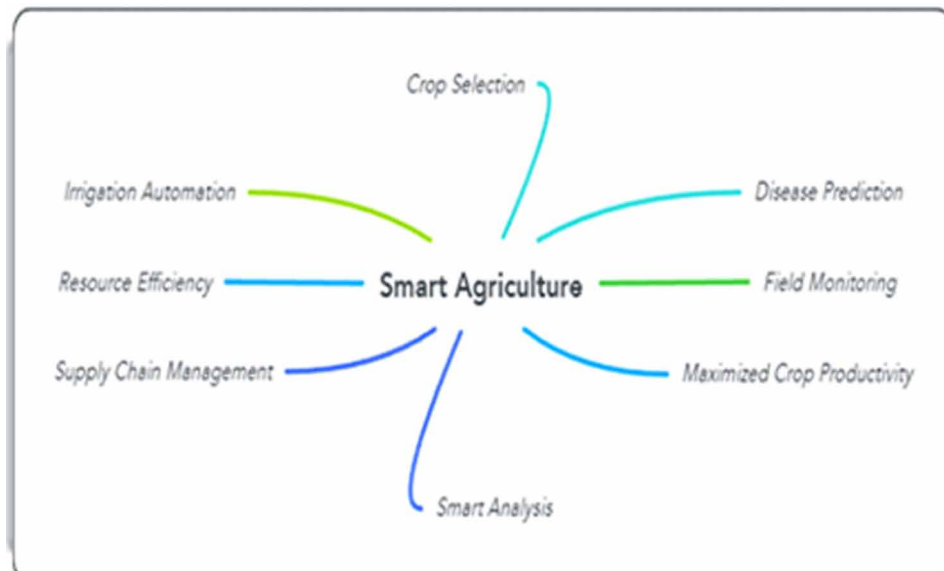 Crop Selection
Irrigation Automation
Disease Prediction
Resource Efficiency
Smart Agriculture
Field Monitoring
Supply Chain Management
Maximized Crop Productivity
Smart Analysis